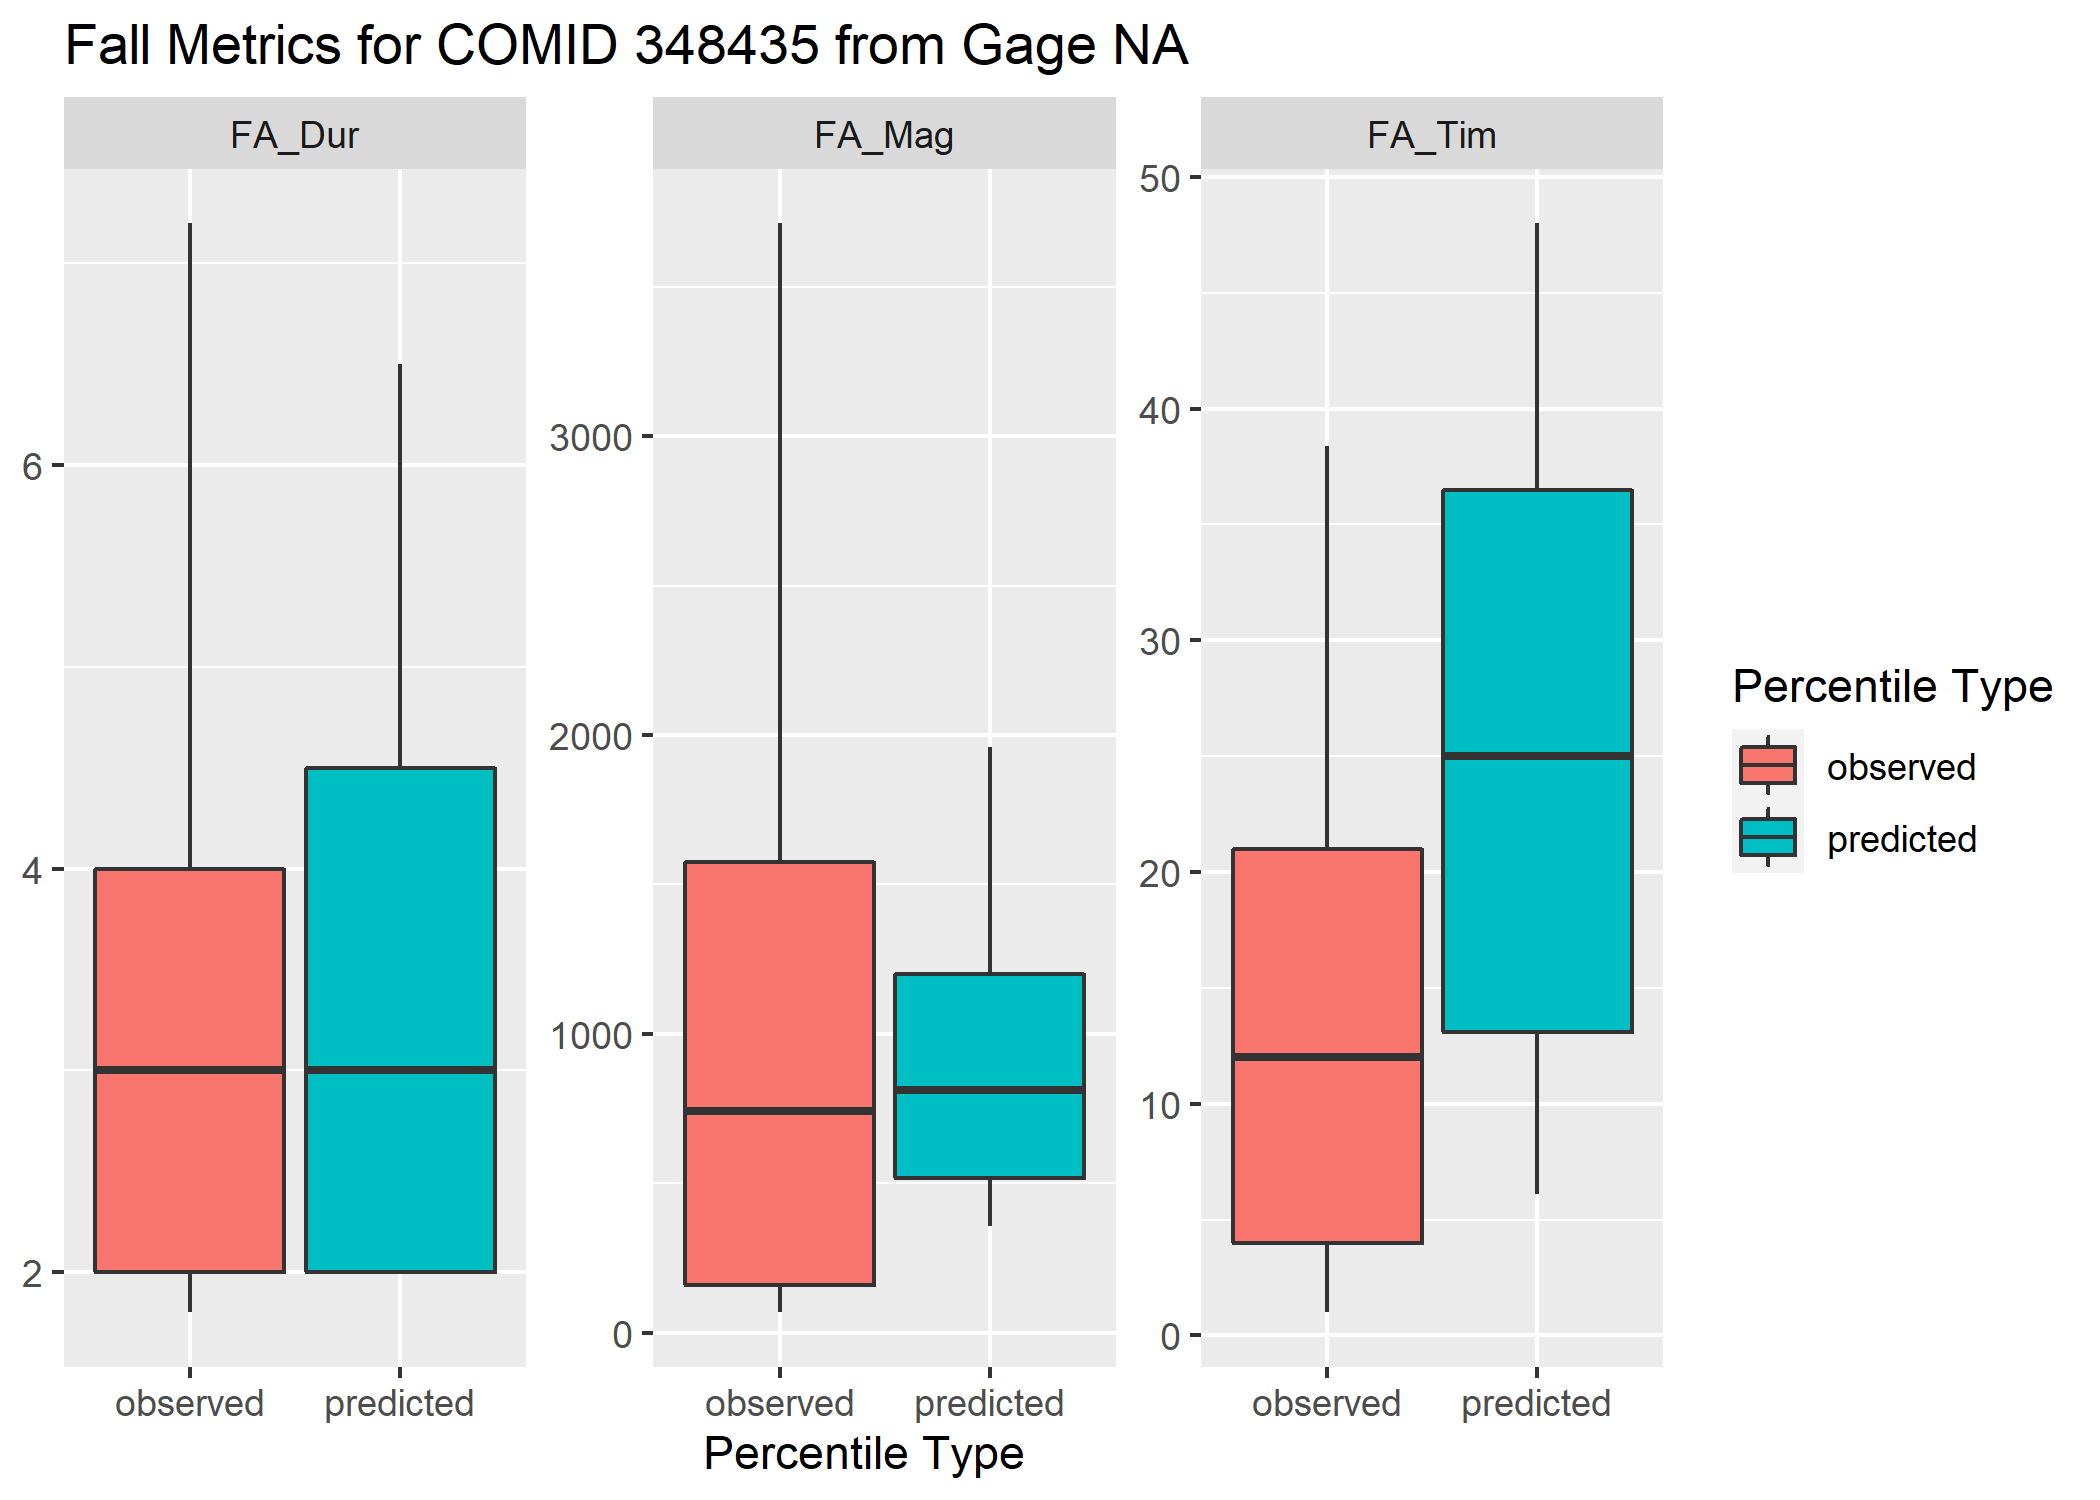 Fall Metrics for COMID 348435 from Gage NA
FA_Dur
FA_Mag
FA_Tim
6
4
2
3000
2000
1000
0
50
40
30
20
10
0
observed predicted
observed predicted
observed predicted
Percentile Type
Percentile Type
observed
predicted